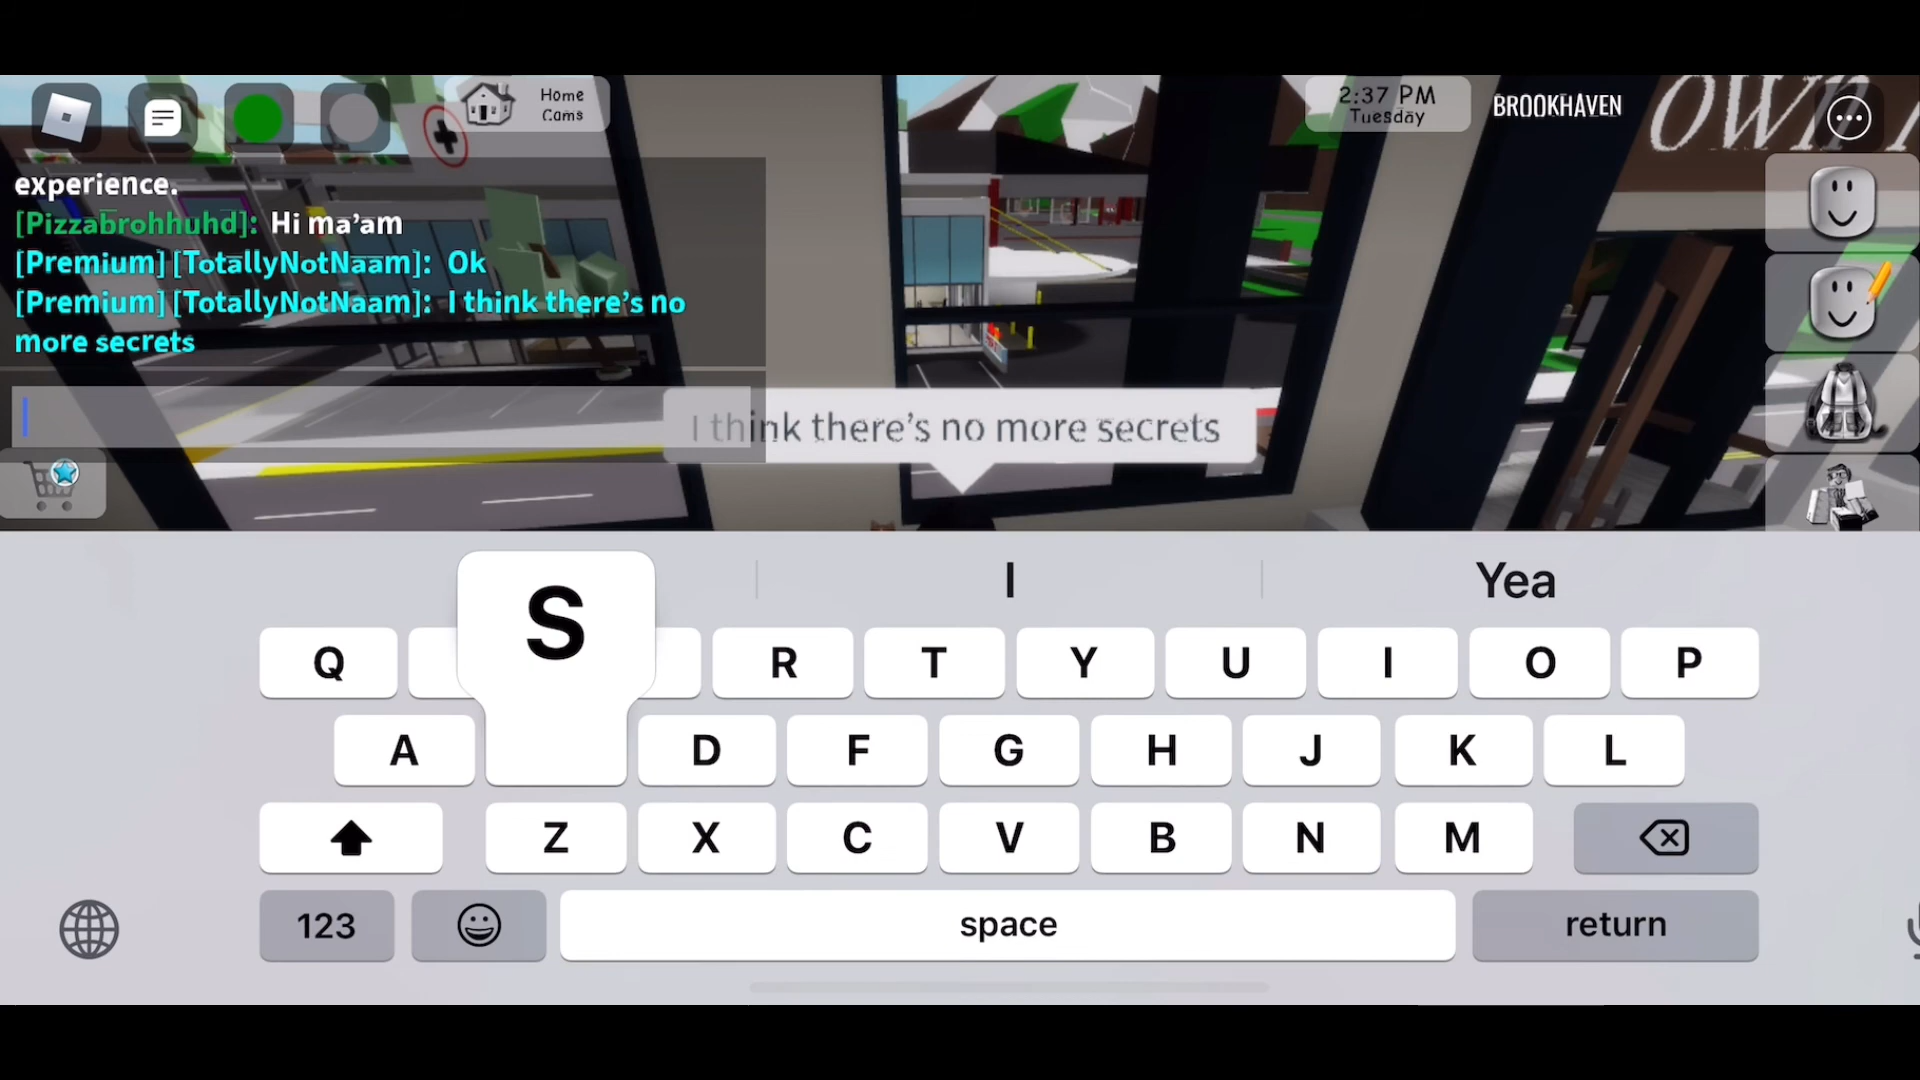 Home
Cams
2:37 PM
Tuesday
BROOKHAVEN
experience.
[Pizzabrohhuhd]: Hi ma’am
[Premium] [TotallyNotNaam]: Ok
[Premium] [TotallyNotNaam]: I think there’s no
more secrets
I think there’s no more secrets
I
Yea
S
Q R T Y U I O P
A D F G H J K L
Z X C V B N M
123 space return